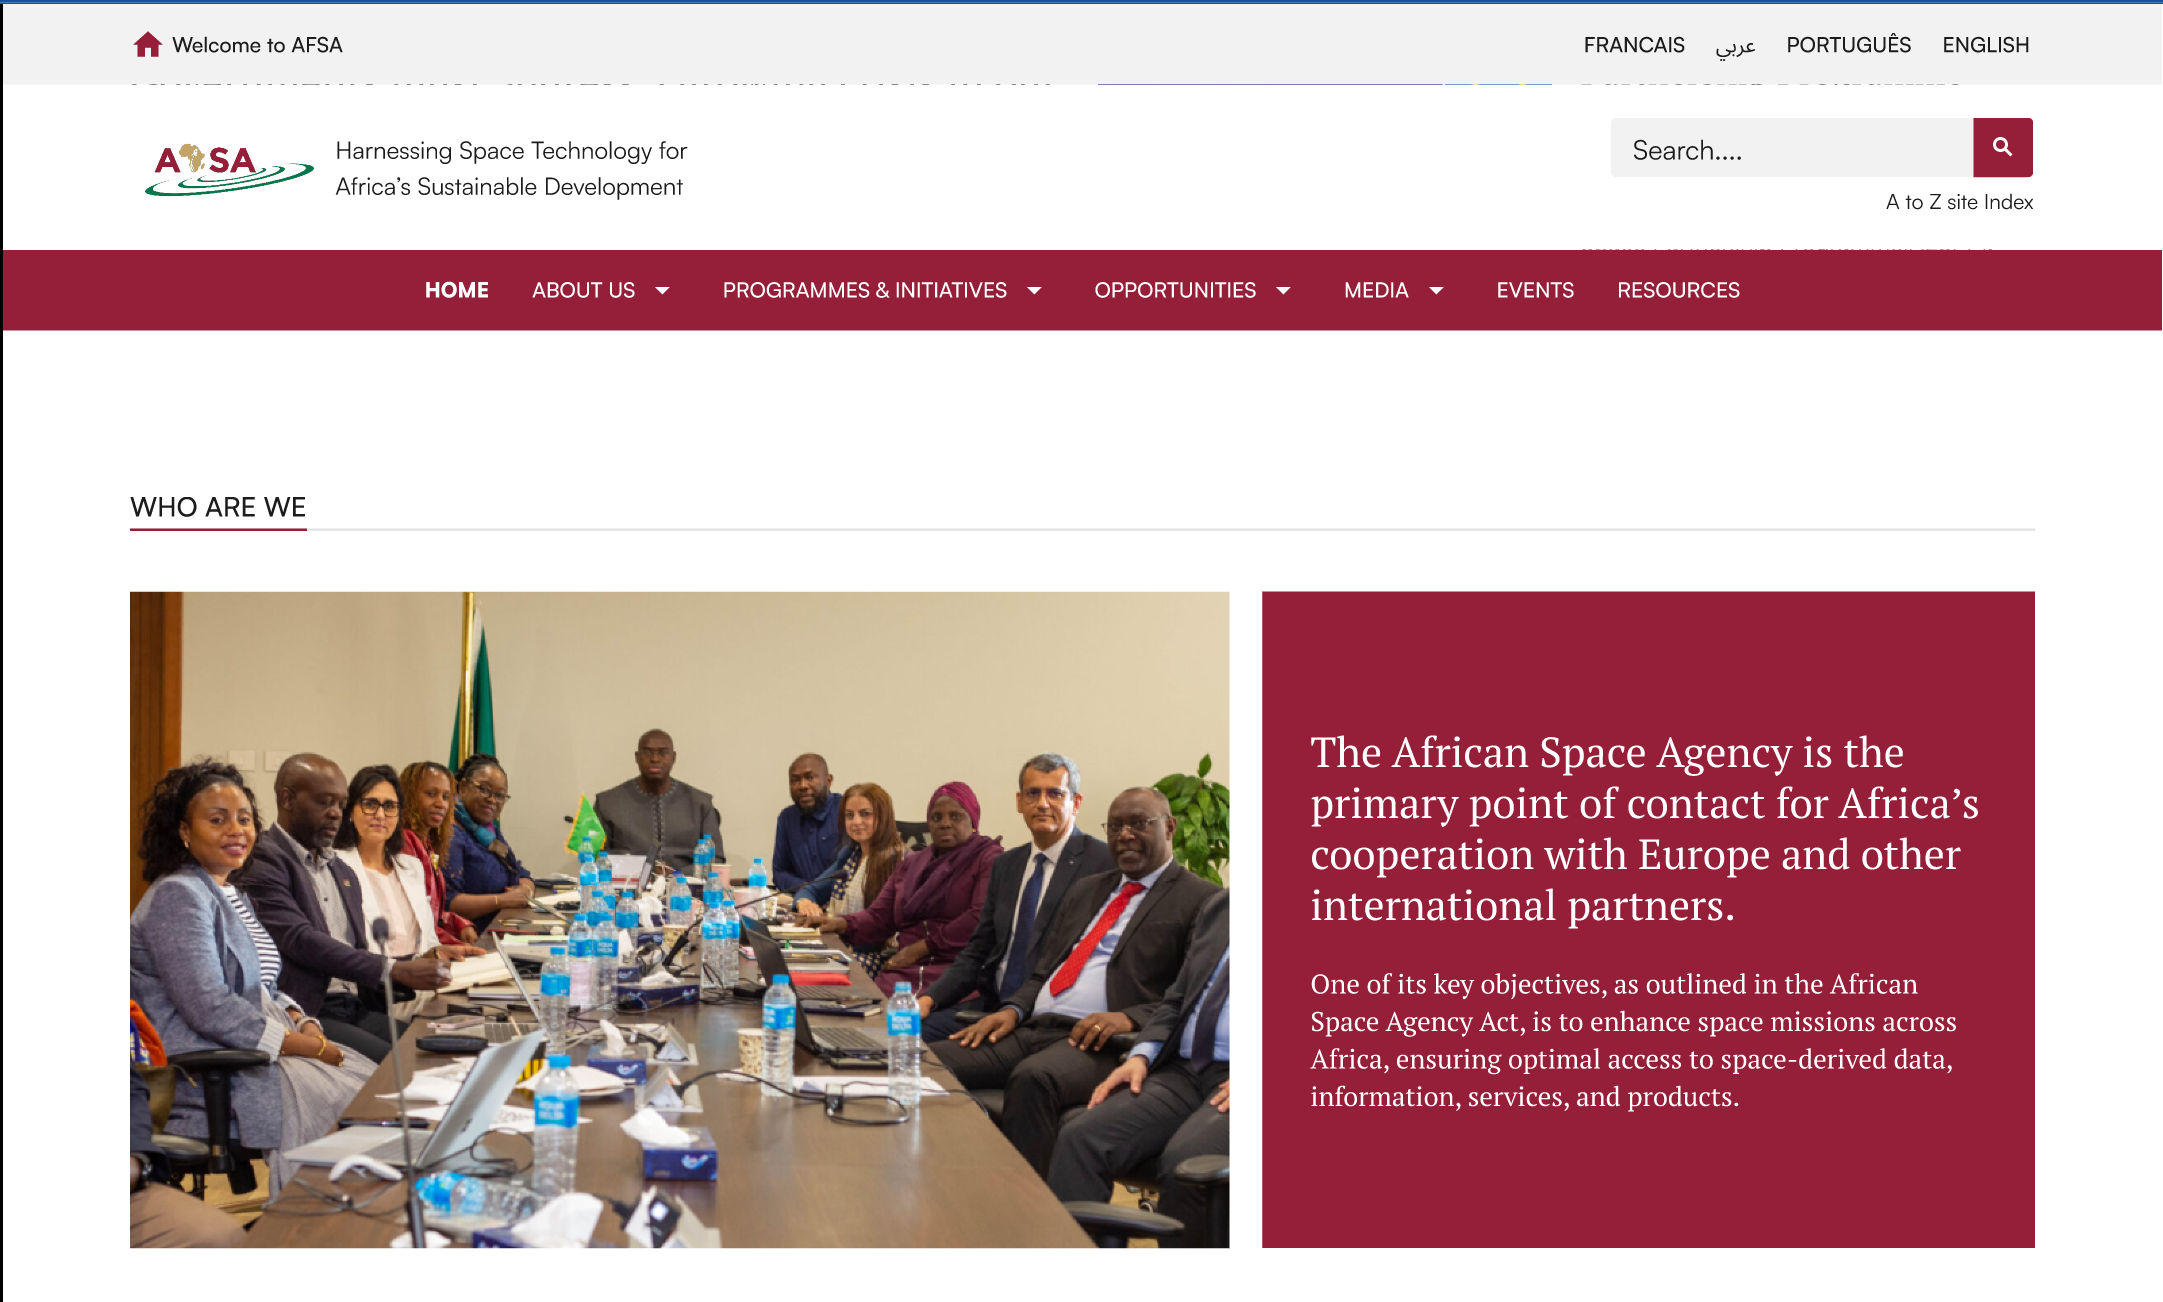 Welcome to AFSA
FRANCAIS عربي PORTUGUÊS ENGLISH
AFSA
Harnessing Space Technology for
Africa’s Sustainable Development
Search....
A to Z site Index
HOME ABOUT US PROGRAMMES & INITIATIVES OPPORTUNITIES MEDIA EVENTS RESOURCES
WHO ARE WE
The African Space Agency is the
primary point of contact for Africa’s
cooperation with Europe and other
international partners.
One of its key objectives, as outlined in the African
Space Agency Act, is to enhance space missions across
Africa, ensuring optimal access to space-derived data,
information, services, and products.